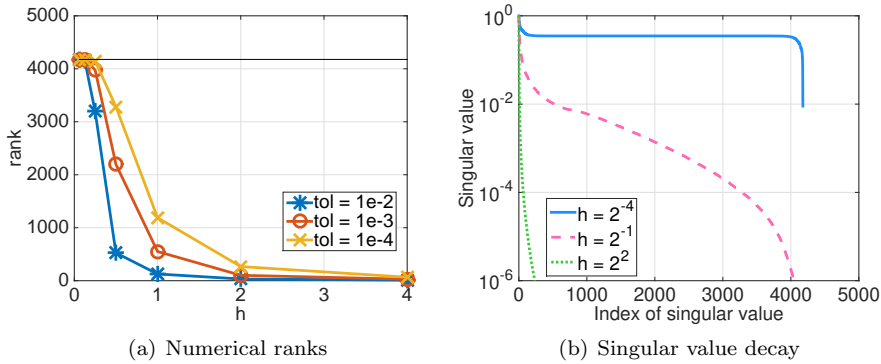 5000
4000
3000
2000
1000
0
rank
0
1
2
3
4
h
tol = 1e-2
tol = 1e-3
tol = 1e-4
(a) Numerical ranks
10^0
10^-2
10^-4
10^-6
Singular value
0
1000
2000
3000
4000
5000
Index of singular value
h = 2^-4
h = 2^-1
h = 2^2
(b) Singular value decay